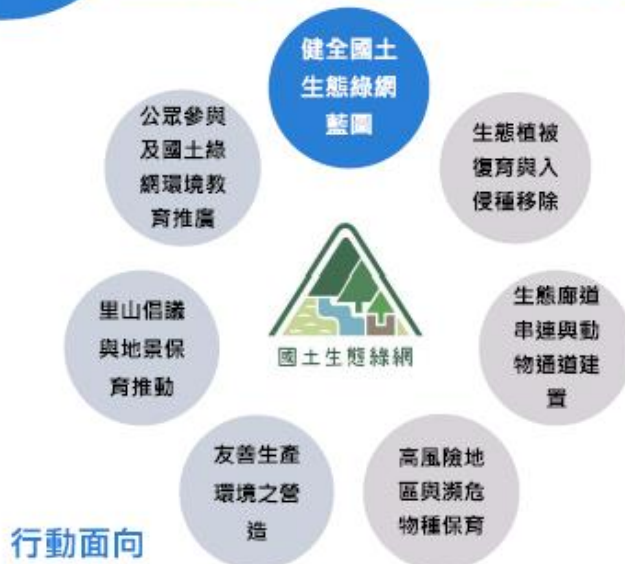 健全國土
生態綠網
藍圖
生態植被
復育與入
侵種移除
生態廊道
串連與動
物通道建
置
高風險地
區與瀕危
物種保育
友善生產
環境之營
造
里山倡議
與地景保
育推動
公眾參與
及國土綠
網環境教
育推廣
國土生態綠網
行動面向